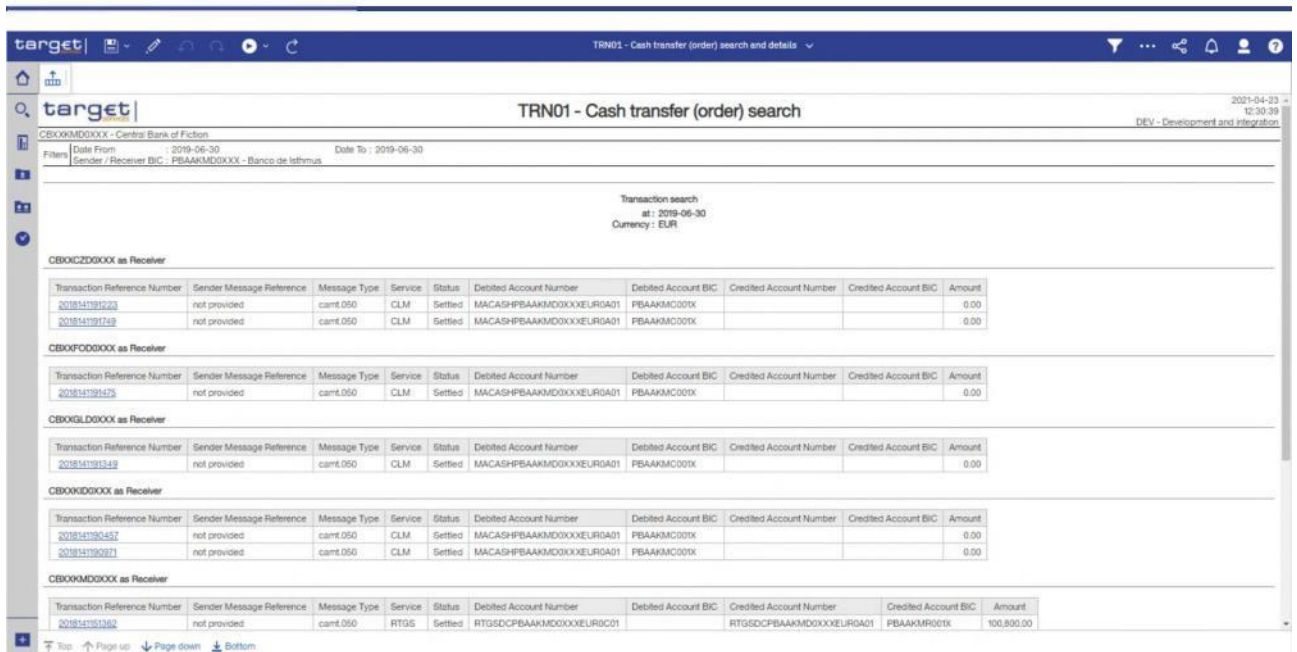 target|
TRN01 - Cash transfer (order) search and details
target|
SERVICES
TRN01 - Cash transfer (order) search
2021-04-23
12:30:39
DEV - Development and integration
CBXXKMD0XXX - Central Bank of Fiction
Filters Date From : 2019-06-30 Date To : 2019-06-30
Sender / Receiver BIC : PBAAKMD0XXX - Banco de Isthmus
Transaction search
at : 2019-06-30
Currency : EUR
CBXXCZD0XXX as Receiver
Transaction Reference Number Sender Message Reference Message Type Service Status Debited Account Number Debited Account BIC Credited Account Number Credited Account BIC Amount
2018141191223 not provided camt.050 CLM Settled MACASHPBAAKMD0XXXEUR0A01 PBAAKMC001X 0.00
2018141191749 not provided camt.050 CLM Settled MACASHPBAAKMD0XXXEUR0A01 PBAAKMC001X 0.00
CBXXFOD0XXX as Receiver
Transaction Reference Number Sender Message Reference Message Type Service Status Debited Account Number Debited Account BIC Credited Account Number Credited Account BIC Amount
2018141191475 not provided camt.050 CLM Settled MACASHPBAAKMD0XXXEUR0A01 PBAAKMC001X 0.00
CBXXGLD0XXX as Receiver
Transaction Reference Number Sender Message Reference Message Type Service Status Debited Account Number Debited Account BIC Credited Account Number Credited Account BIC Amount
2018141191349 not provided camt.050 CLM Settled MACASHPBAAKMD0XXXEUR0A01 PBAAKMC001X 0.00
CBXXKID0XXX as Receiver
Transaction Reference Number Sender Message Reference Message Type Service Status Debited Account Number Debited Account BIC Credited Account Number Credited Account BIC Amount
2018141190457 not provided camt.050 CLM Settled MACASHPBAAKMD0XXXEUR0A01 PBAAKMC001X 0.00
2018141190971 not provided camt.050 CLM Settled MACASHPBAAKMD0XXXEUR0A01 PBAAKMC001X 0.00
CBXXKMD0XXX as Receiver
Transaction Reference Number Sender Message Reference Message Type Service Status Debited Account Number Debited Account BIC Credited Account Number Credited Account BIC Amount
2018141151362 not provided camt.050 RTGS Settled RTGSDCPBAAKMD0XXXEUR0C01 RTGSDCPBAAKMD0XXXEUR0A01 PBAAKMR001X 100,800.00
Top Page up Page down Bottom